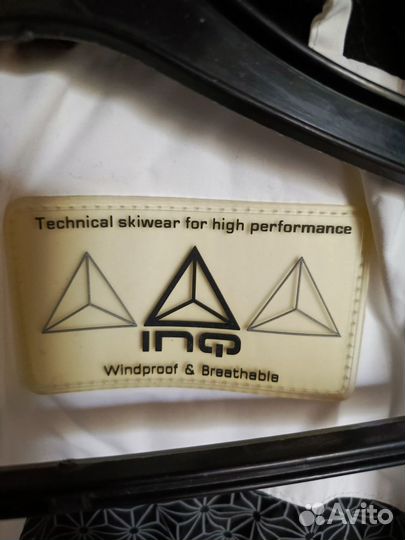 Technical skiwear for high performance
INQ
Windproof & Breathable
Avito